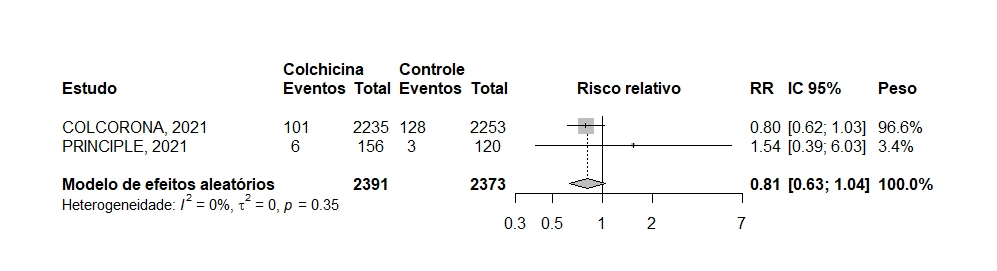 Colchicina Controle
Estudo Eventos Total Eventos Total Risco relativo RR IC 95% Peso
COLCORONA, 2021 101 2235 128 2253 0.80 [0.62; 1.03] 96.6%
PRINCIPLE, 2021 6 156 3 120 1.54 [0.39; 6.03] 3.4%
Modelo de efeitos aleatórios 2391 2373 0.81 [0.63; 1.04] 100.0%
Heterogeneidade: I² = 0%, τ² = 0, p = 0.35
0.3 0.5 1 2 7